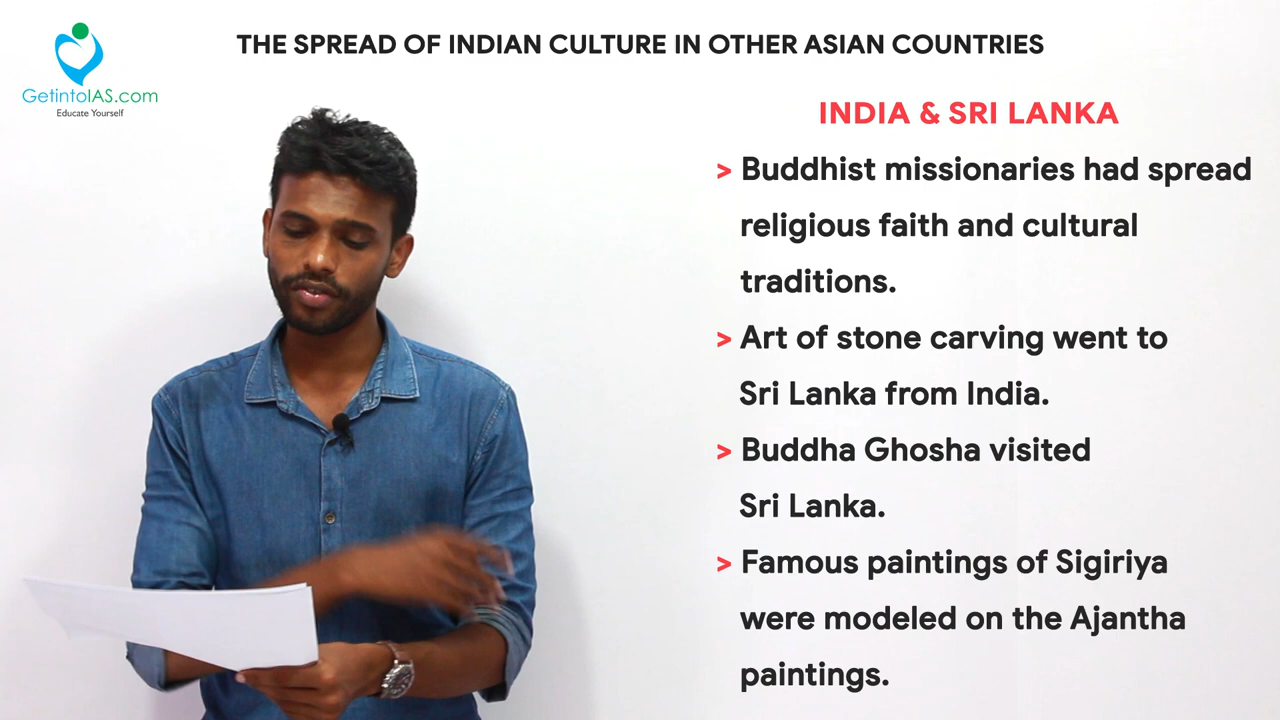 THE SPREAD OF INDIAN CULTURE IN OTHER ASIAN COUNTRIES
GetintoIAS.com
Educate Yourself
INDIA & SRI LANKA
> Buddhist missionaries had spread
religious faith and cultural
traditions.
> Art of stone carving went to
Sri Lanka from India.
> Buddha Ghosha visited
Sri Lanka.
> Famous paintings of Sigiriya
were modeled on the Ajantha
paintings.